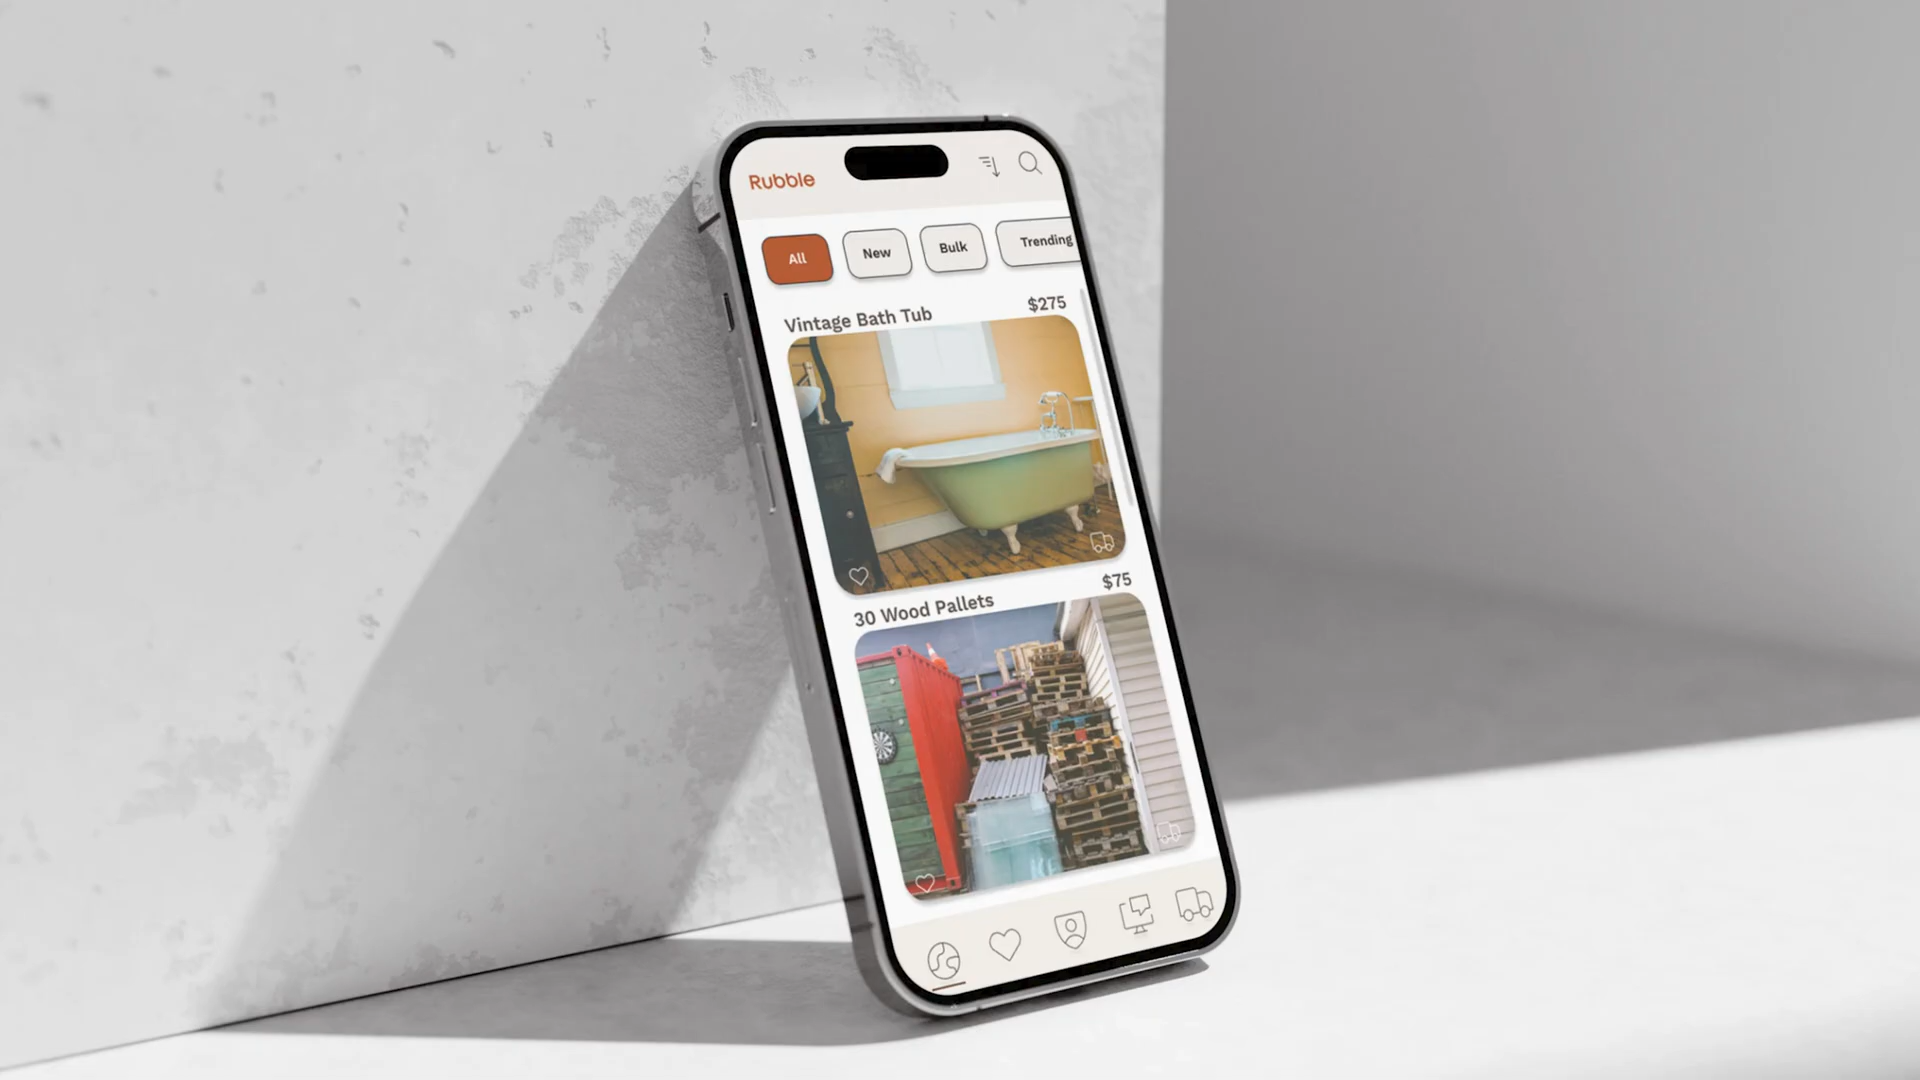 Rubble
All
New
Bulk
Trending
Vintage Bath Tub
$275
30 Wood Pallets
$75